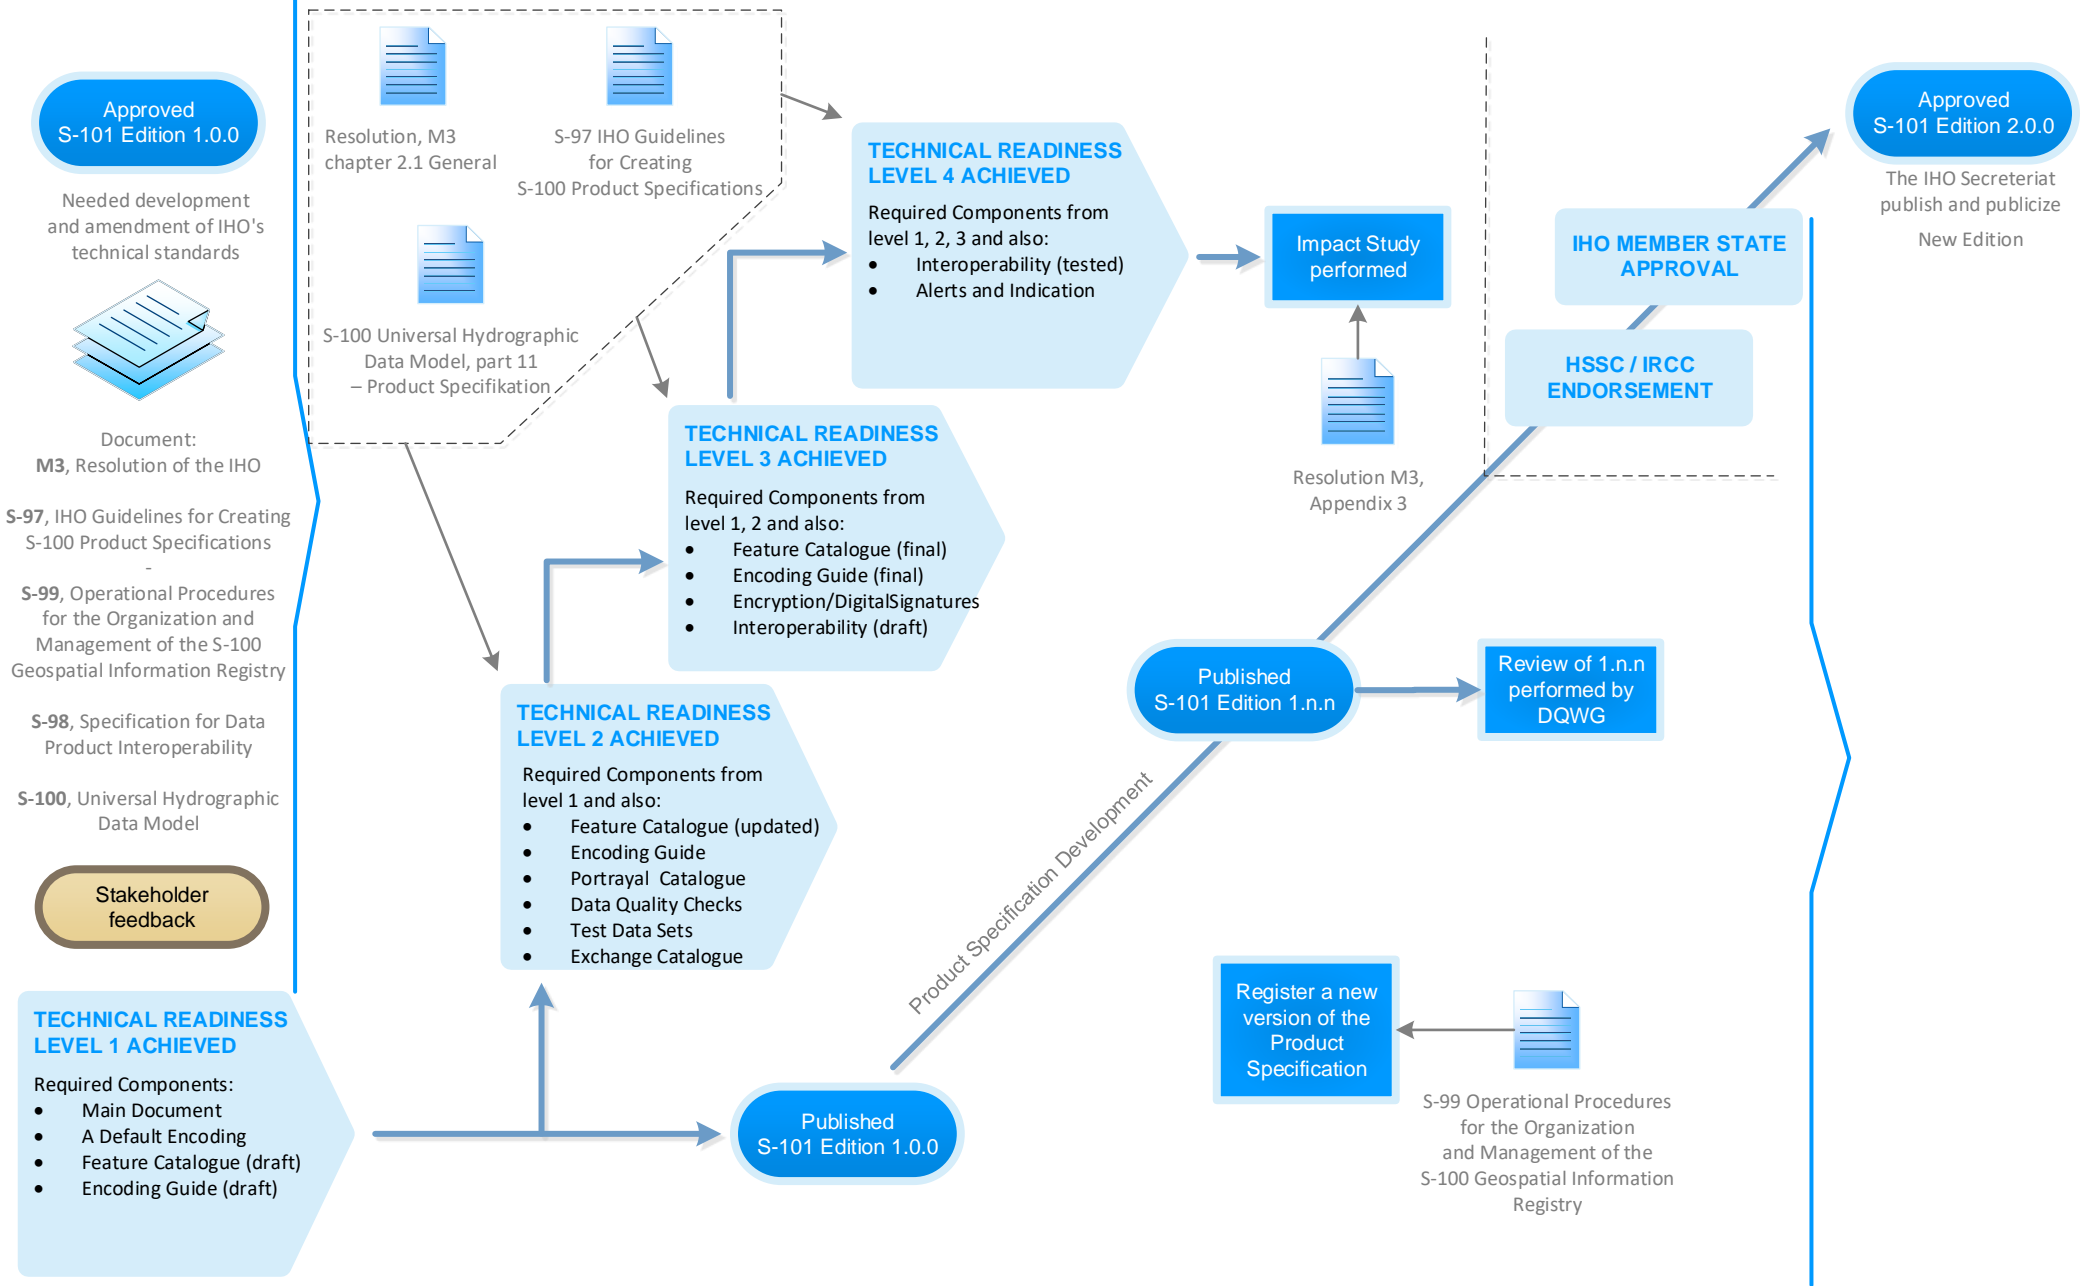 Approved
S-101 Edition 1.0.0
Needed development
and amendment of IHO's
technical standards
Document:
M3, Resolution of the IHO
S-97, IHO Guidelines for Creating
S-100 Product Specifications
-
S-99, Operational Procedures
for the Organization and
Management of the S-100
Geospatial Information Registry
S-98, Specification for Data
Product Interoperability
S-100, Universal Hydrographic
Data Model
Stakeholder
feedback
TECHNICAL READINESS
LEVEL 1 ACHIEVED
Required Components:
• Main Document
• A Default Encoding
• Feature Catalogue (draft)
• Encoding Guide (draft)
Resolution, M3
chapter 2.1 General
S-97 IHO Guidelines
for Creating
S-100 Product Specifications
S-100 Universal Hydrographic
Data Model, part 11
– Product Specifikation
TECHNICAL READINESS
LEVEL 2 ACHIEVED
Required Components from
level 1 and also:
• Feature Catalogue (updated)
• Encoding Guide
• Portrayal Catalogue
• Data Quality Checks
• Test Data Sets
• Exchange Catalogue
TECHNICAL READINESS
LEVEL 3 ACHIEVED
Required Components from
level 1, 2 and also:
• Feature Catalogue (final)
• Encoding Guide (final)
• Encryption/DigitalSignatures
• Interoperability (draft)
TECHNICAL READINESS
LEVEL 4 ACHIEVED
Required Components from
level 1, 2, 3 and also:
• Interoperability (tested)
• Alerts and Indication
Impact Study
performed
Resolution M3,
Appendix 3
Published
S-101 Edition 1.0.0
Product Specification Development
Published
S-101 Edition 1.n.n
Review of 1.n.n
performed by
DQWG
Register a new
version of the
Product
Specification
S-99 Operational Procedures
for the Organization
and Management of the
S-100 Geospatial Information
Registry
HSSC / IRCC
ENDORSEMENT
IHO MEMBER STATE
APPROVAL
Approved
S-101 Edition 2.0.0
The IHO Secreteriat
publish and publicize
New Edition